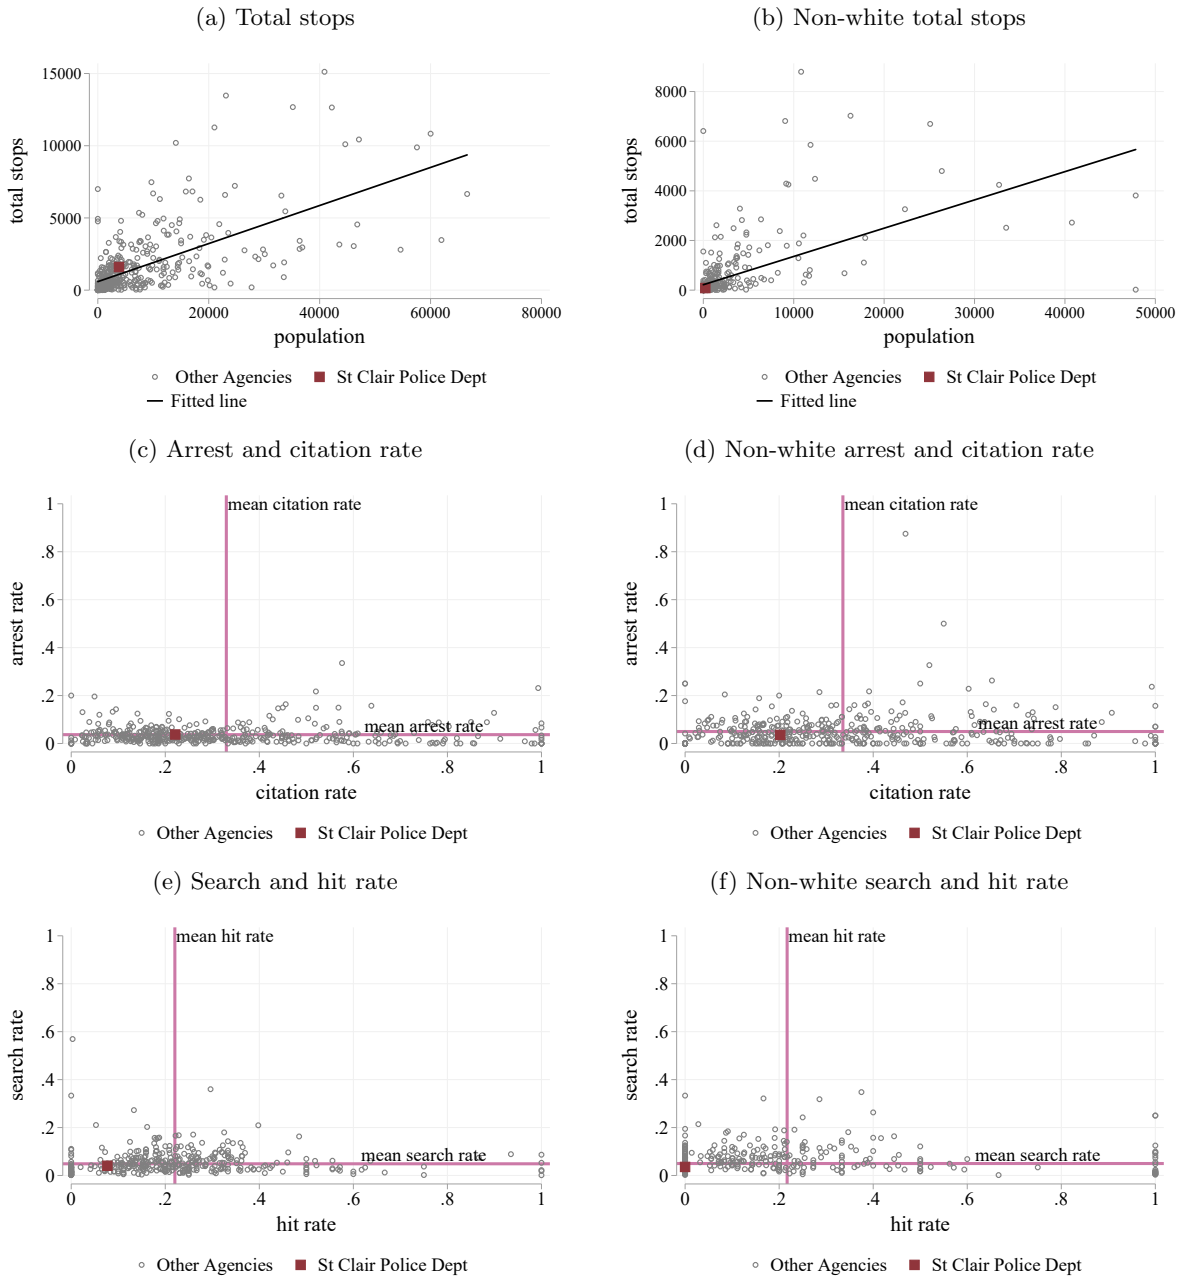 (a) Total stops
(b) Non-white total stops
total stops
15000
10000
5000
0
0 20000 40000 60000 80000
population
Other Agencies St Clair Police Dept
Fitted line
total stops
8000
6000
4000
2000
0
0 10000 20000 30000 40000 50000
population
Other Agencies St Clair Police Dept
Fitted line
(c) Arrest and citation rate
(d) Non-white arrest and citation rate
arrest rate
1
.8
.6
.4
.2
0
mean citation rate
mean arrest rate
0 .2 .4 .6 .8 1
citation rate
Other Agencies St Clair Police Dept
arrest rate
1
.8
.6
.4
.2
0
mean citation rate
mean arrest rate
0 .2 .4 .6 .8 1
citation rate
Other Agencies St Clair Police Dept
(e) Search and hit rate
(f) Non-white search and hit rate
search rate
1
.8
.6
.4
.2
0
mean hit rate
mean search rate
0 .2 .4 .6 .8 1
hit rate
Other Agencies St Clair Police Dept
search rate
1
.8
.6
.4
.2
0
mean hit rate
mean search rate
0 .2 .4 .6 .8 1
hit rate
Other Agencies St Clair Police Dept